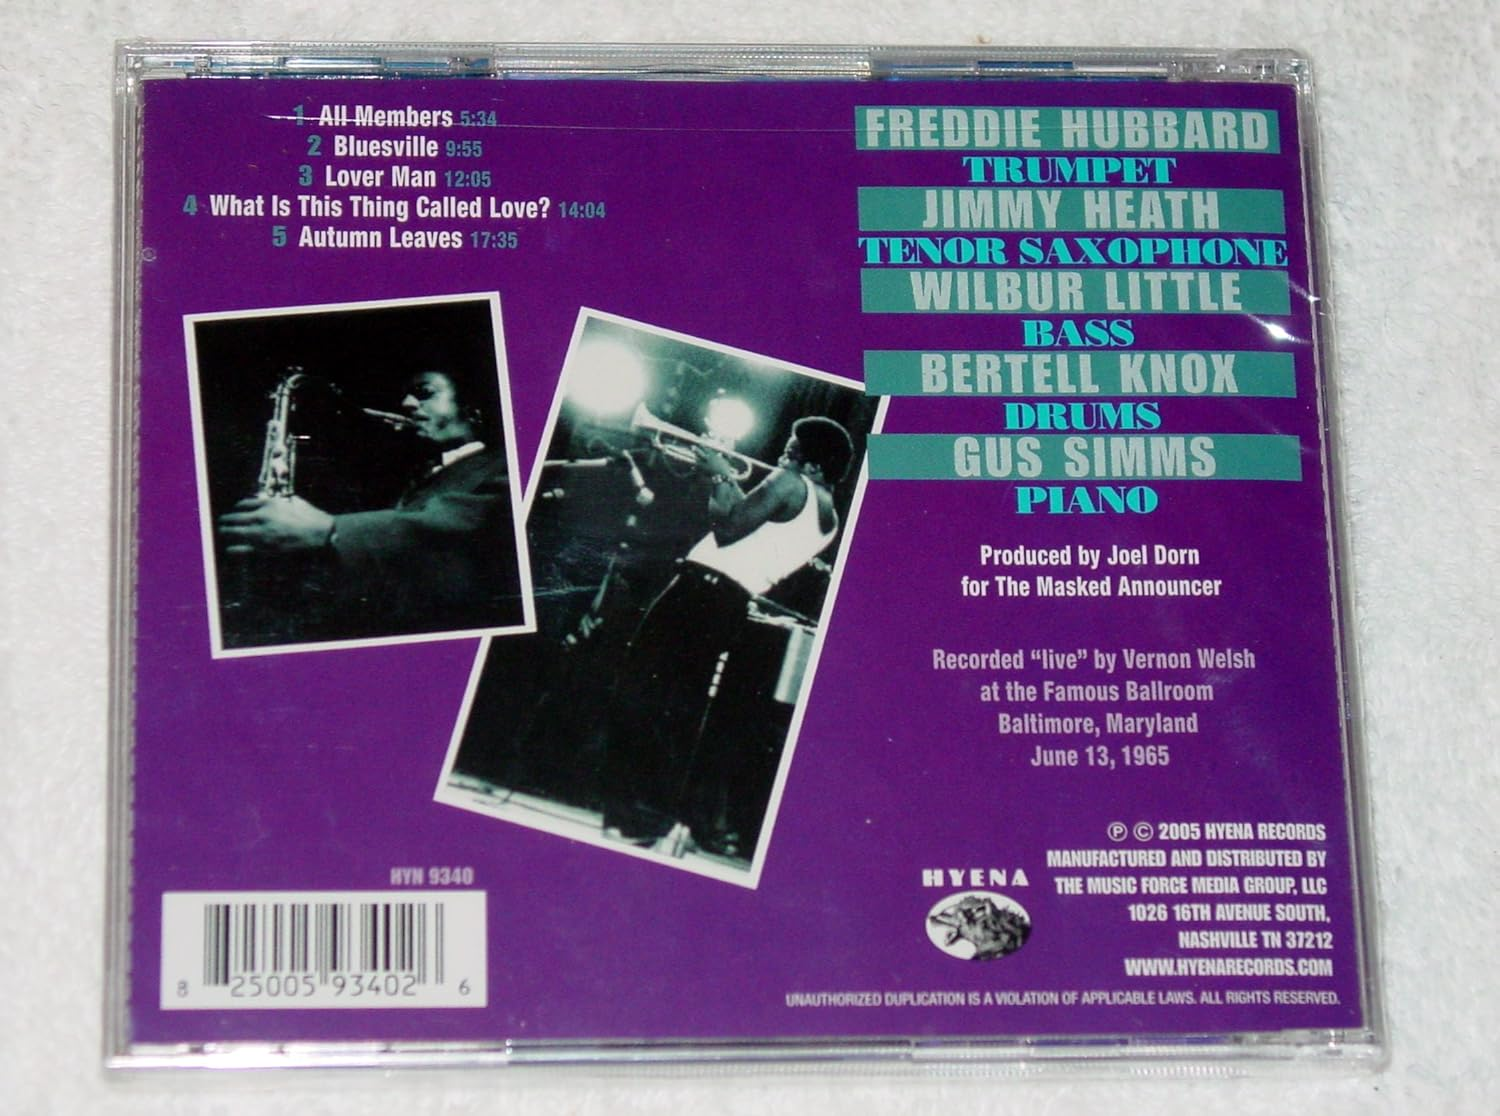 1 All Members 5:34
2 Bluesville 9:55
3 Lover Man 12:05
4 What Is This Thing Called Love? 14:04
5 Autumn Leaves 17:35
FREDDIE HUBBARD
TRUMPET
JIMMY HEATH
TENOR SAXOPHONE
WILBUR LITTLE
BASS
BERTELL KNOX
DRUMS
GUS SIMMS
PIANO
Produced by Joel Dorn
for The Masked Announcer
Recorded “live” by Vernon Welsh
at the Famous Ballroom
Baltimore, Maryland
June 13, 1965
℗ © 2005 HYENA RECORDS
MANUFACTURED AND DISTRIBUTED BY
THE MUSIC FORCE MEDIA GROUP, LLC
1026 16TH AVENUE SOUTH,
NASHVILLE TN 37212
WWW.HYENARECORDS.COM
HYENA
UNAUTHORIZED DUPLICATION IS A VIOLATION OF APPLICABLE LAWS. ALL RIGHTS RESERVED.
HYN 9340
8 25005 93402 6